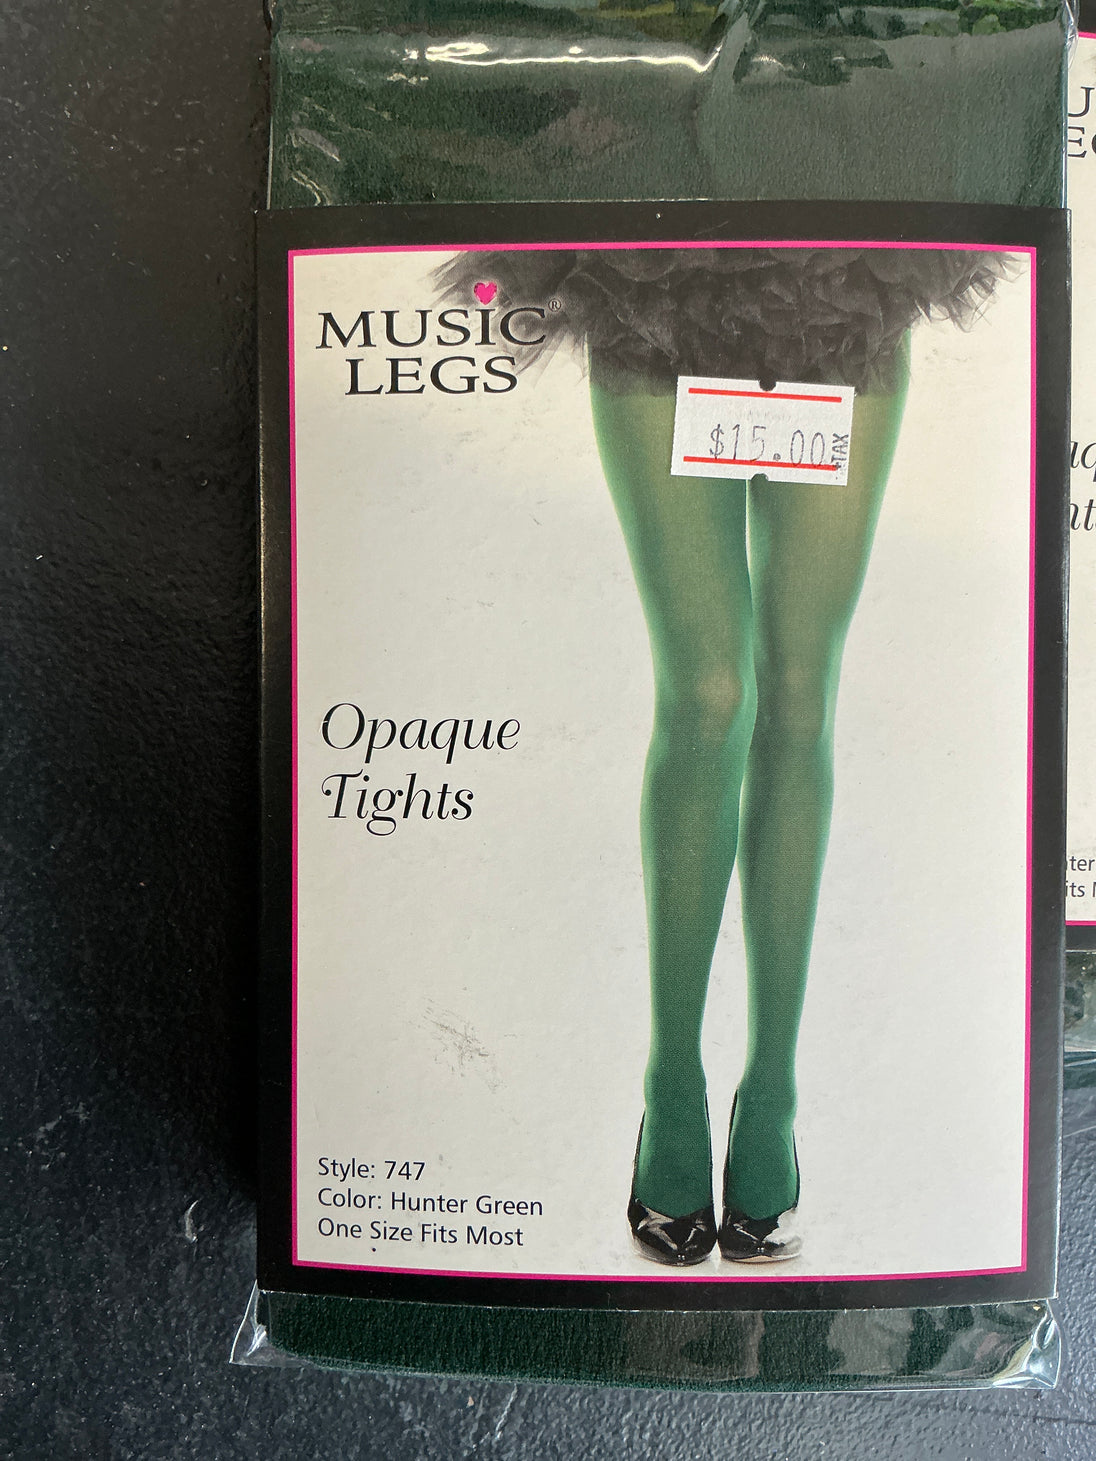 MUSIC®
LEGS
$15.00 +TAX
Opaque
Tights
Style: 747
Color: Hunter Green
One Size Fits Most